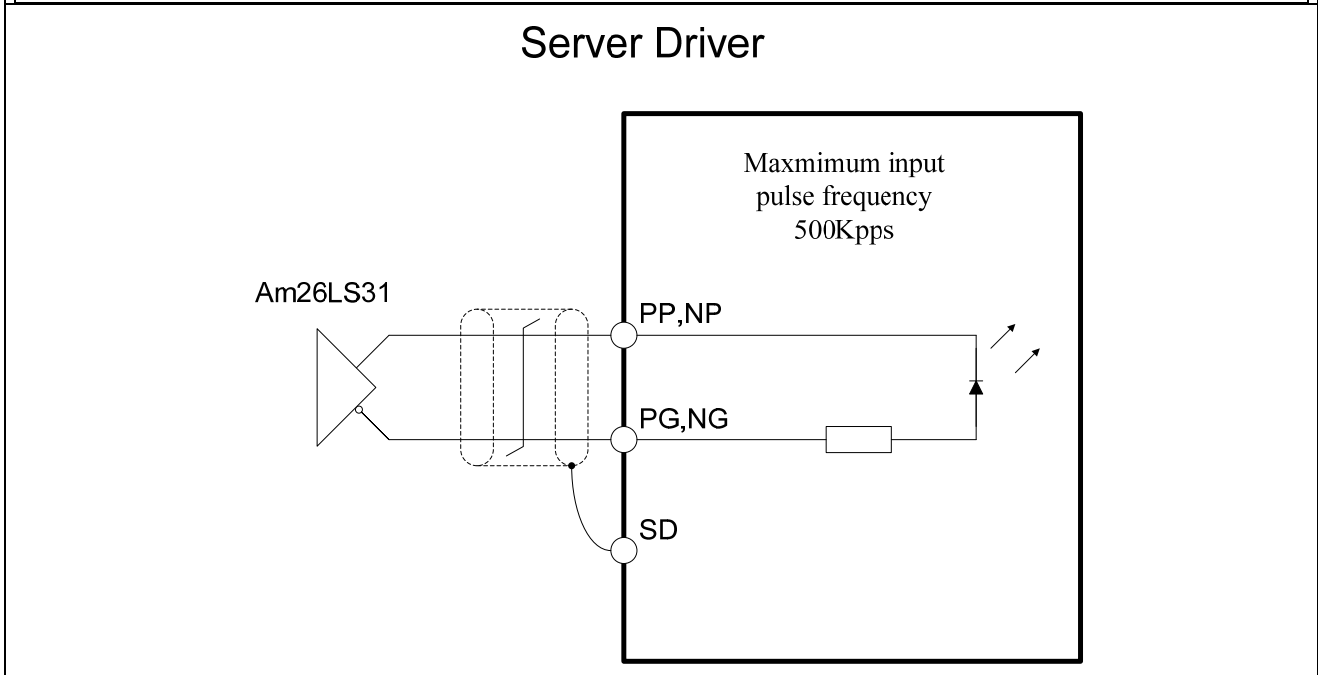 Server Driver
Maxmimum input
pulse frequency
500Kpps
Am26LS31
PP,NP
PG,NG
SD